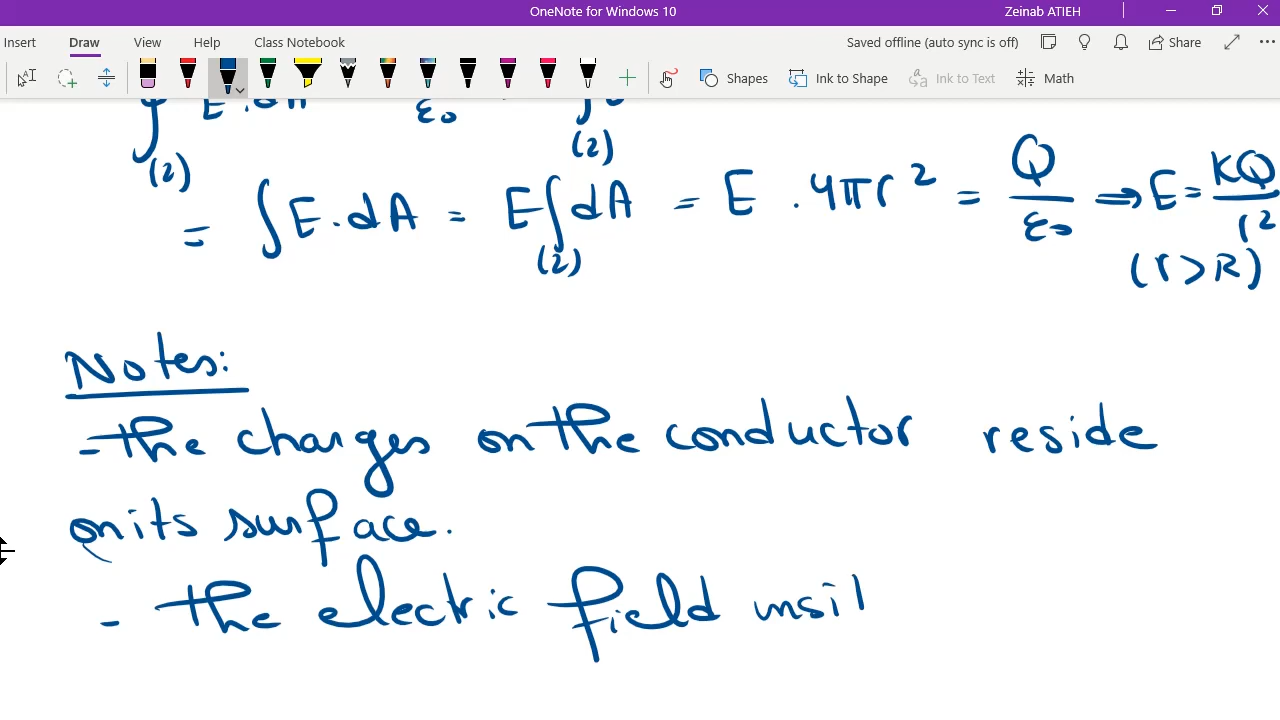 OneNote for Windows 10
Zeinab ATIEH
Insert Draw View Help Class Notebook Saved offline (auto sync is off) Share
Shapes Ink to Shape Ink to Text Math
∫ E . dA ε₀
(2) (2)
= ∫ E . dA = E ∫ dA = E . 4πr² = Q/ε₀ ⇒ E = KQ/r²
(2) (r > R)
Notes:
- the charges on the conductor reside
on its surface.
- the electric field insil